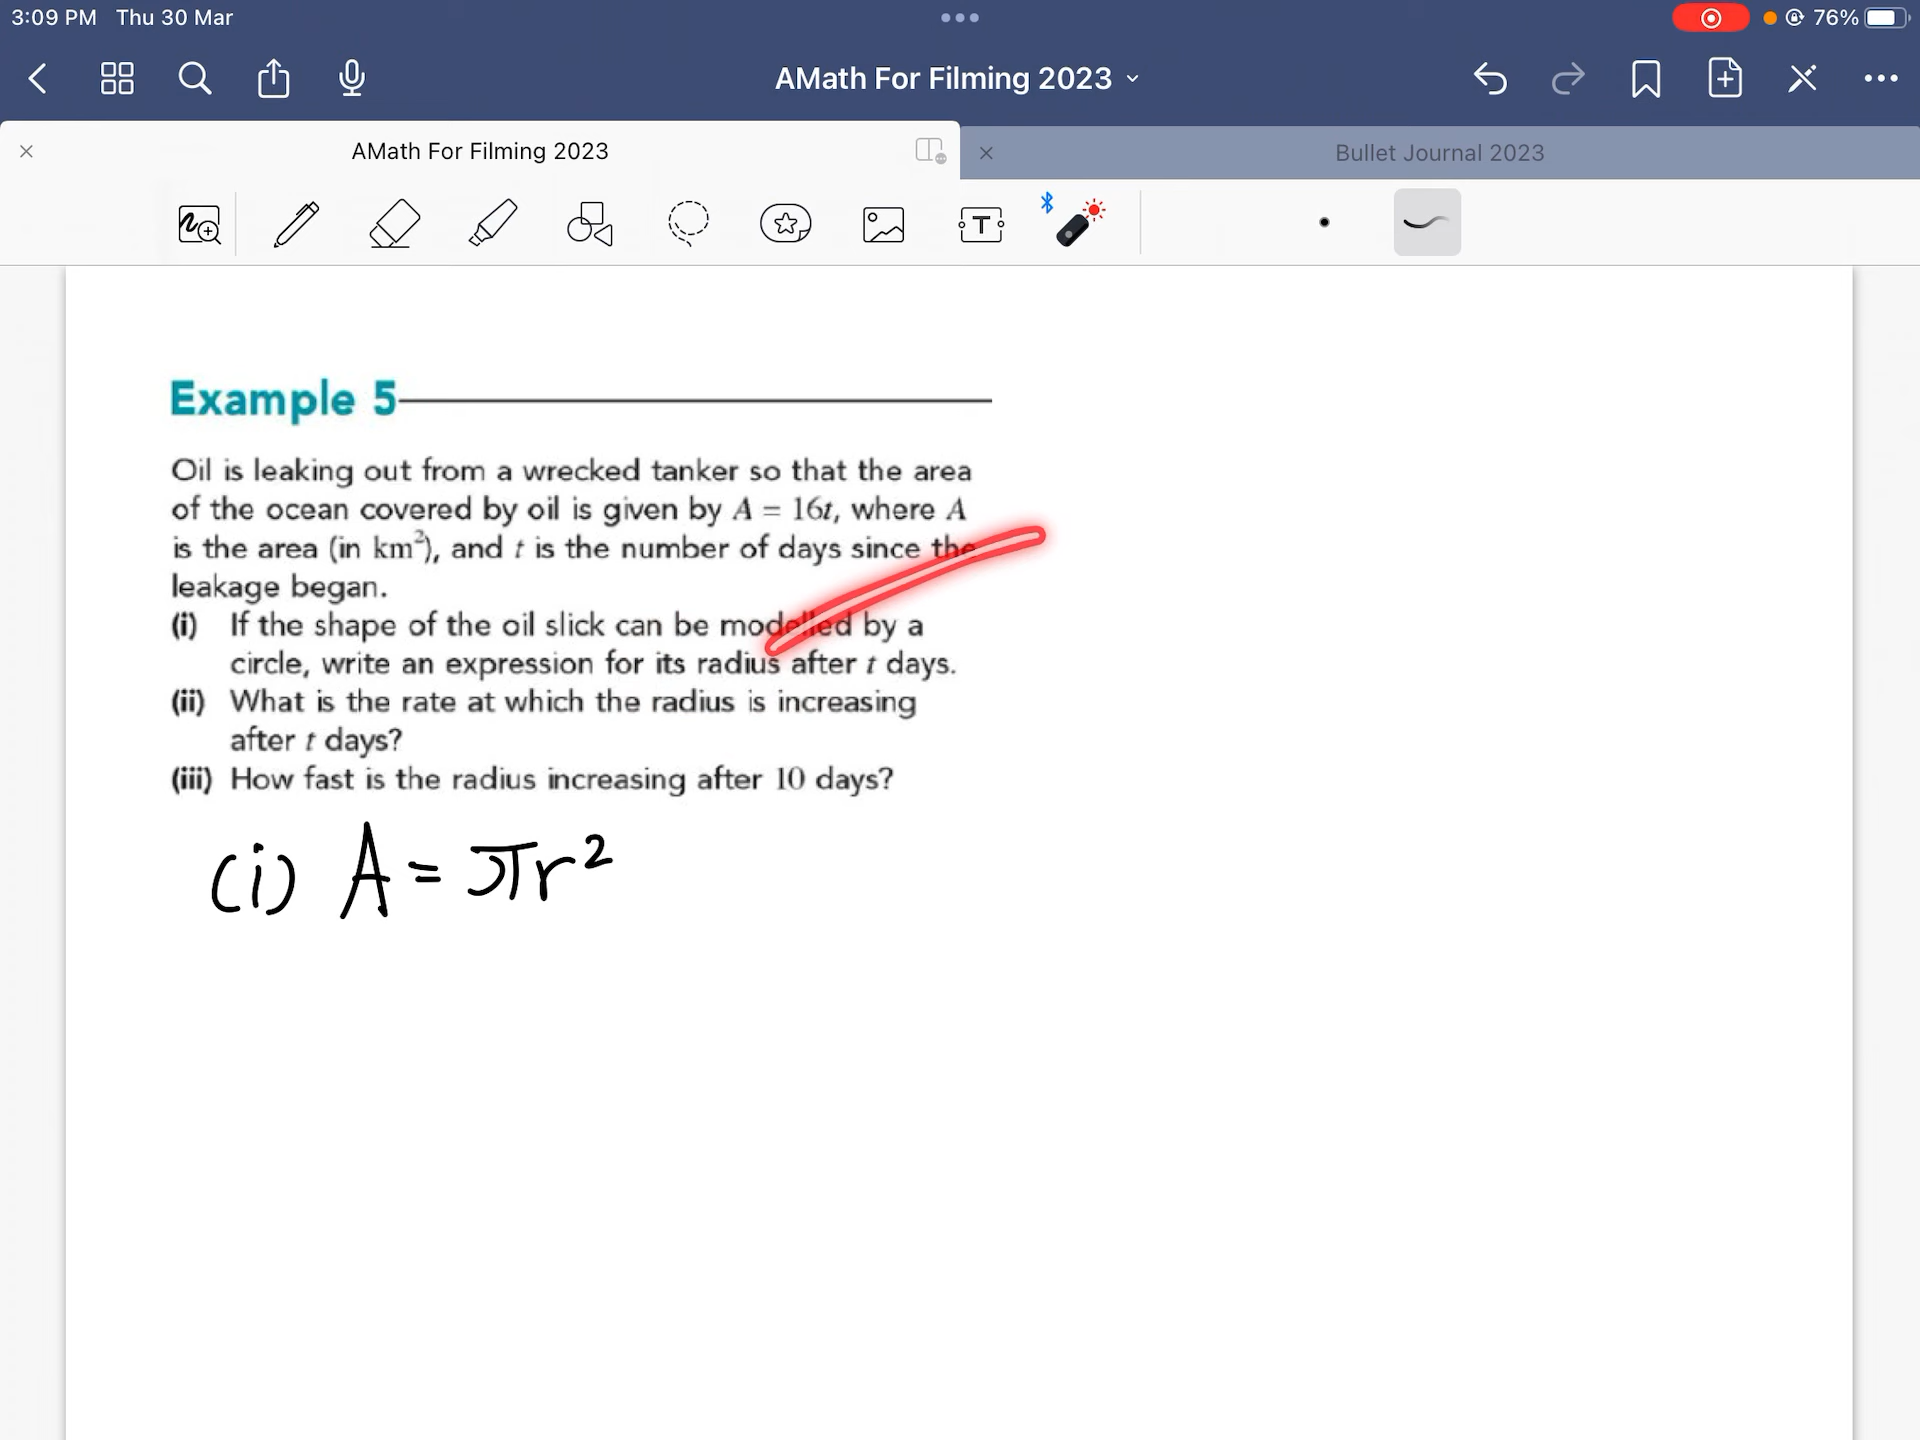 3:09 PM Thu 30 Mar
76%
AMath For Filming 2023
AMath For Filming 2023
Bullet Journal 2023
T
Example 5
Oil is leaking out from a wrecked tanker so that the area
of the ocean covered by oil is given by A = 16t, where A
is the area (in km²), and t is the number of days since the
leakage began.
(i) If the shape of the oil slick can be modelled by a
circle, write an expression for its radius after t days.
(ii) What is the rate at which the radius is increasing
after t days?
(iii) How fast is the radius increasing after 10 days?
(i) A = πr²